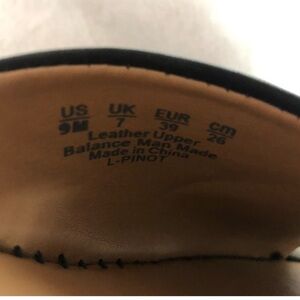 US UK EUR cm
9M 7 39 26
Leather Upper
Balance Man Made
Made in China
L-PINOT